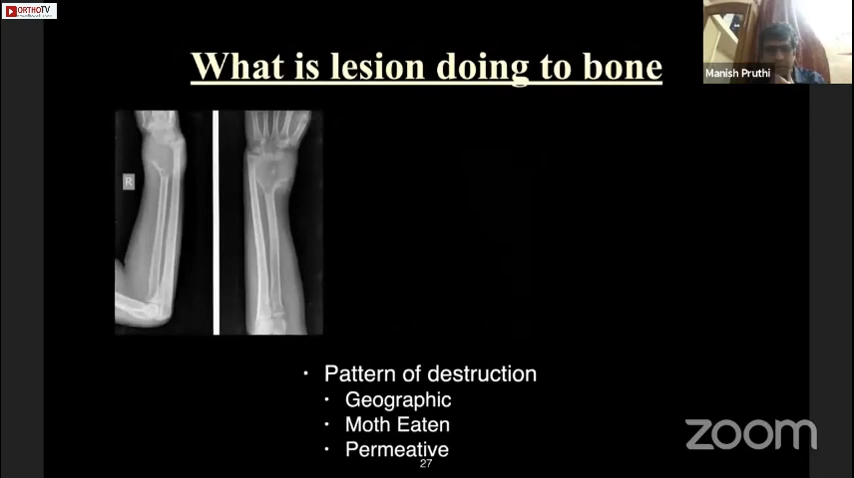 ORTHOTV
What is lesion doing to bone
Manish Pruthi
R
• Pattern of destruction
• Geographic
• Moth Eaten
• Permeative
27
zoom